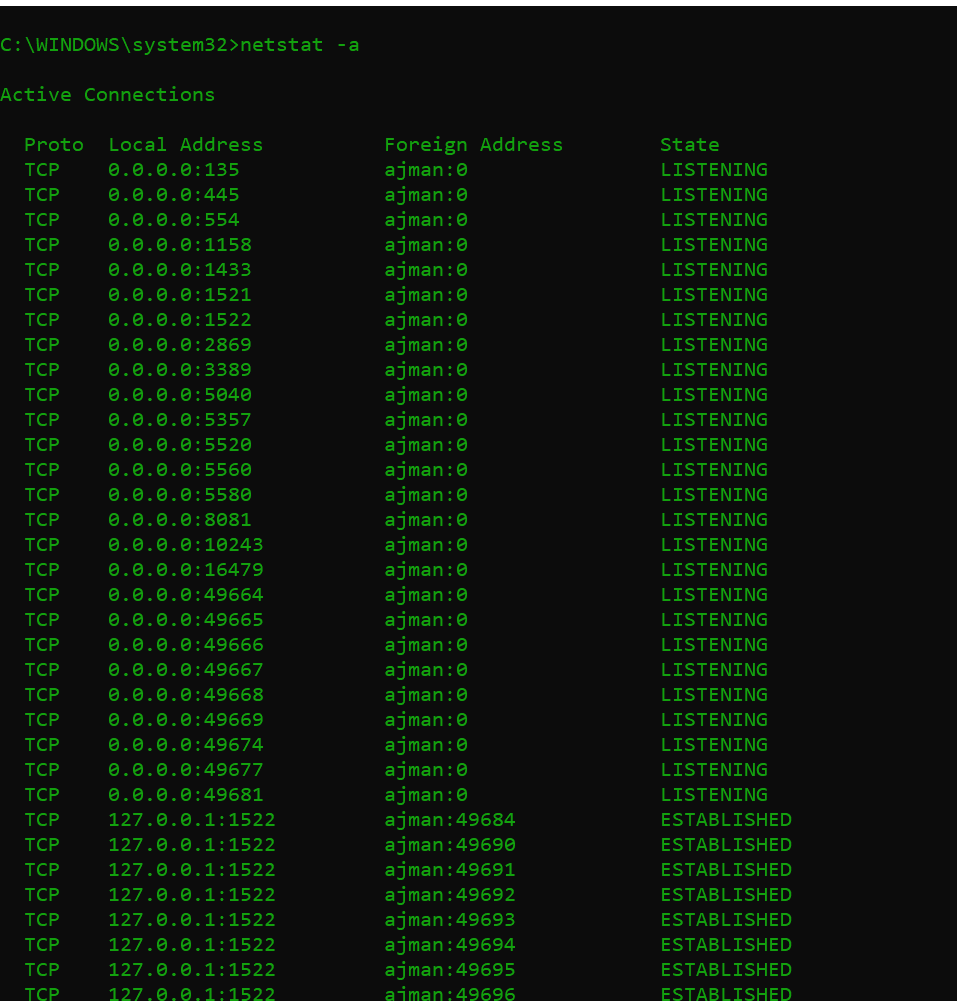 C:\WINDOWS\system32>netstat -a
Active Connections
Proto Local Address Foreign Address State
TCP 0.0.0.0:135 ajman:0 LISTENING
TCP 0.0.0.0:445 ajman:0 LISTENING
TCP 0.0.0.0:554 ajman:0 LISTENING
TCP 0.0.0.0:1158 ajman:0 LISTENING
TCP 0.0.0.0:1433 ajman:0 LISTENING
TCP 0.0.0.0:1521 ajman:0 LISTENING
TCP 0.0.0.0:1522 ajman:0 LISTENING
TCP 0.0.0.0:2869 ajman:0 LISTENING
TCP 0.0.0.0:3389 ajman:0 LISTENING
TCP 0.0.0.0:5040 ajman:0 LISTENING
TCP 0.0.0.0:5357 ajman:0 LISTENING
TCP 0.0.0.0:5520 ajman:0 LISTENING
TCP 0.0.0.0:5560 ajman:0 LISTENING
TCP 0.0.0.0:5580 ajman:0 LISTENING
TCP 0.0.0.0:8081 ajman:0 LISTENING
TCP 0.0.0.0:10243 ajman:0 LISTENING
TCP 0.0.0.0:16479 ajman:0 LISTENING
TCP 0.0.0.0:49664 ajman:0 LISTENING
TCP 0.0.0.0:49665 ajman:0 LISTENING
TCP 0.0.0.0:49666 ajman:0 LISTENING
TCP 0.0.0.0:49667 ajman:0 LISTENING
TCP 0.0.0.0:49668 ajman:0 LISTENING
TCP 0.0.0.0:49669 ajman:0 LISTENING
TCP 0.0.0.0:49674 ajman:0 LISTENING
TCP 0.0.0.0:49677 ajman:0 LISTENING
TCP 0.0.0.0:49681 ajman:0 LISTENING
TCP 127.0.0.1:1522 ajman:49684 ESTABLISHED
TCP 127.0.0.1:1522 ajman:49690 ESTABLISHED
TCP 127.0.0.1:1522 ajman:49691 ESTABLISHED
TCP 127.0.0.1:1522 ajman:49692 ESTABLISHED
TCP 127.0.0.1:1522 ajman:49693 ESTABLISHED
TCP 127.0.0.1:1522 ajman:49694 ESTABLISHED
TCP 127.0.0.1:1522 ajman:49695 ESTABLISHED
TCP 127.0.0.1:1522 ajman:49696 ESTABLISHED